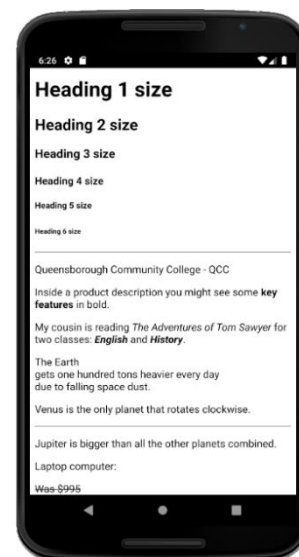 6:26
Heading 1 size
Heading 2 size
Heading 3 size
Heading 4 size
Heading 5 size
Heading 6 size
Queensborough Community College - QCC
Inside a product description you might see some key
features in bold.
My cousin is reading The Adventures of Tom Sawyer for
two classes: English and History.
The Earth
gets one hundred tons heavier every day
due to falling space dust.
Venus is the only planet that rotates clockwise.
Jupiter is bigger than all the other planets combined.
Laptop computer:
Was $995